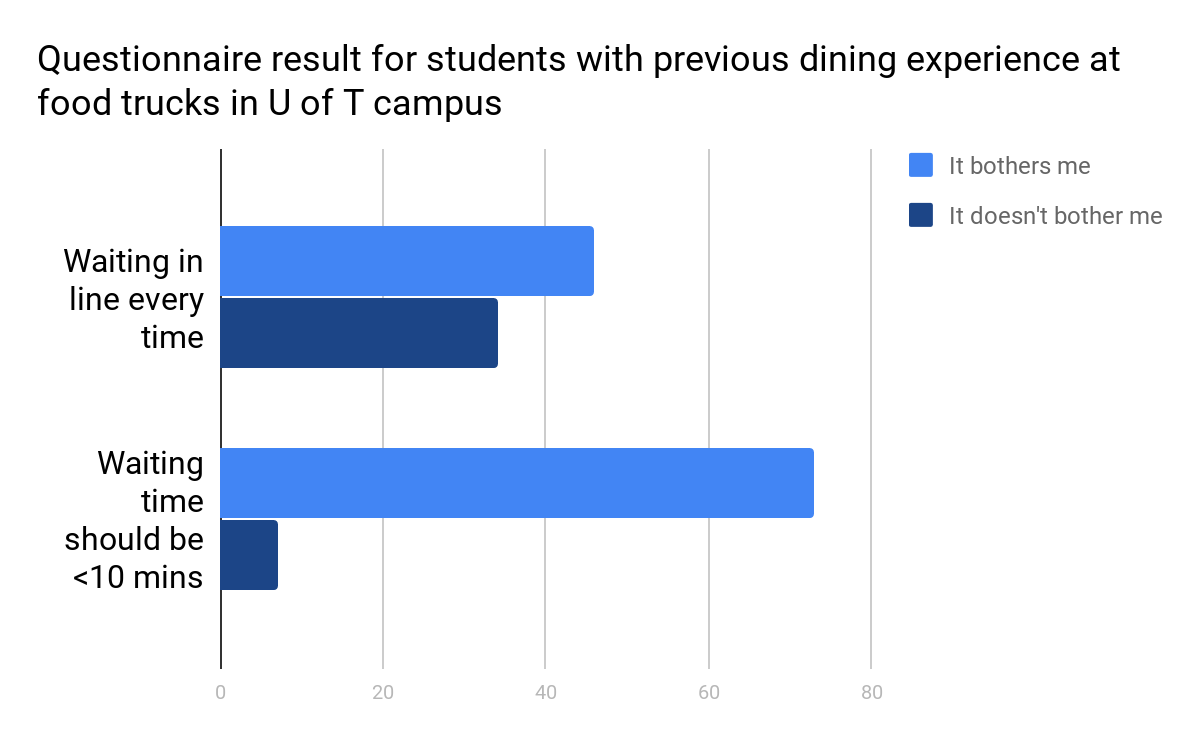 Questionnaire result for students with previous dining experience at
food trucks in U of T campus
It bothers me
It doesn't bother me
Waiting in
line every
time
Waiting
time
should be
<10 mins
0 20 40 60 80